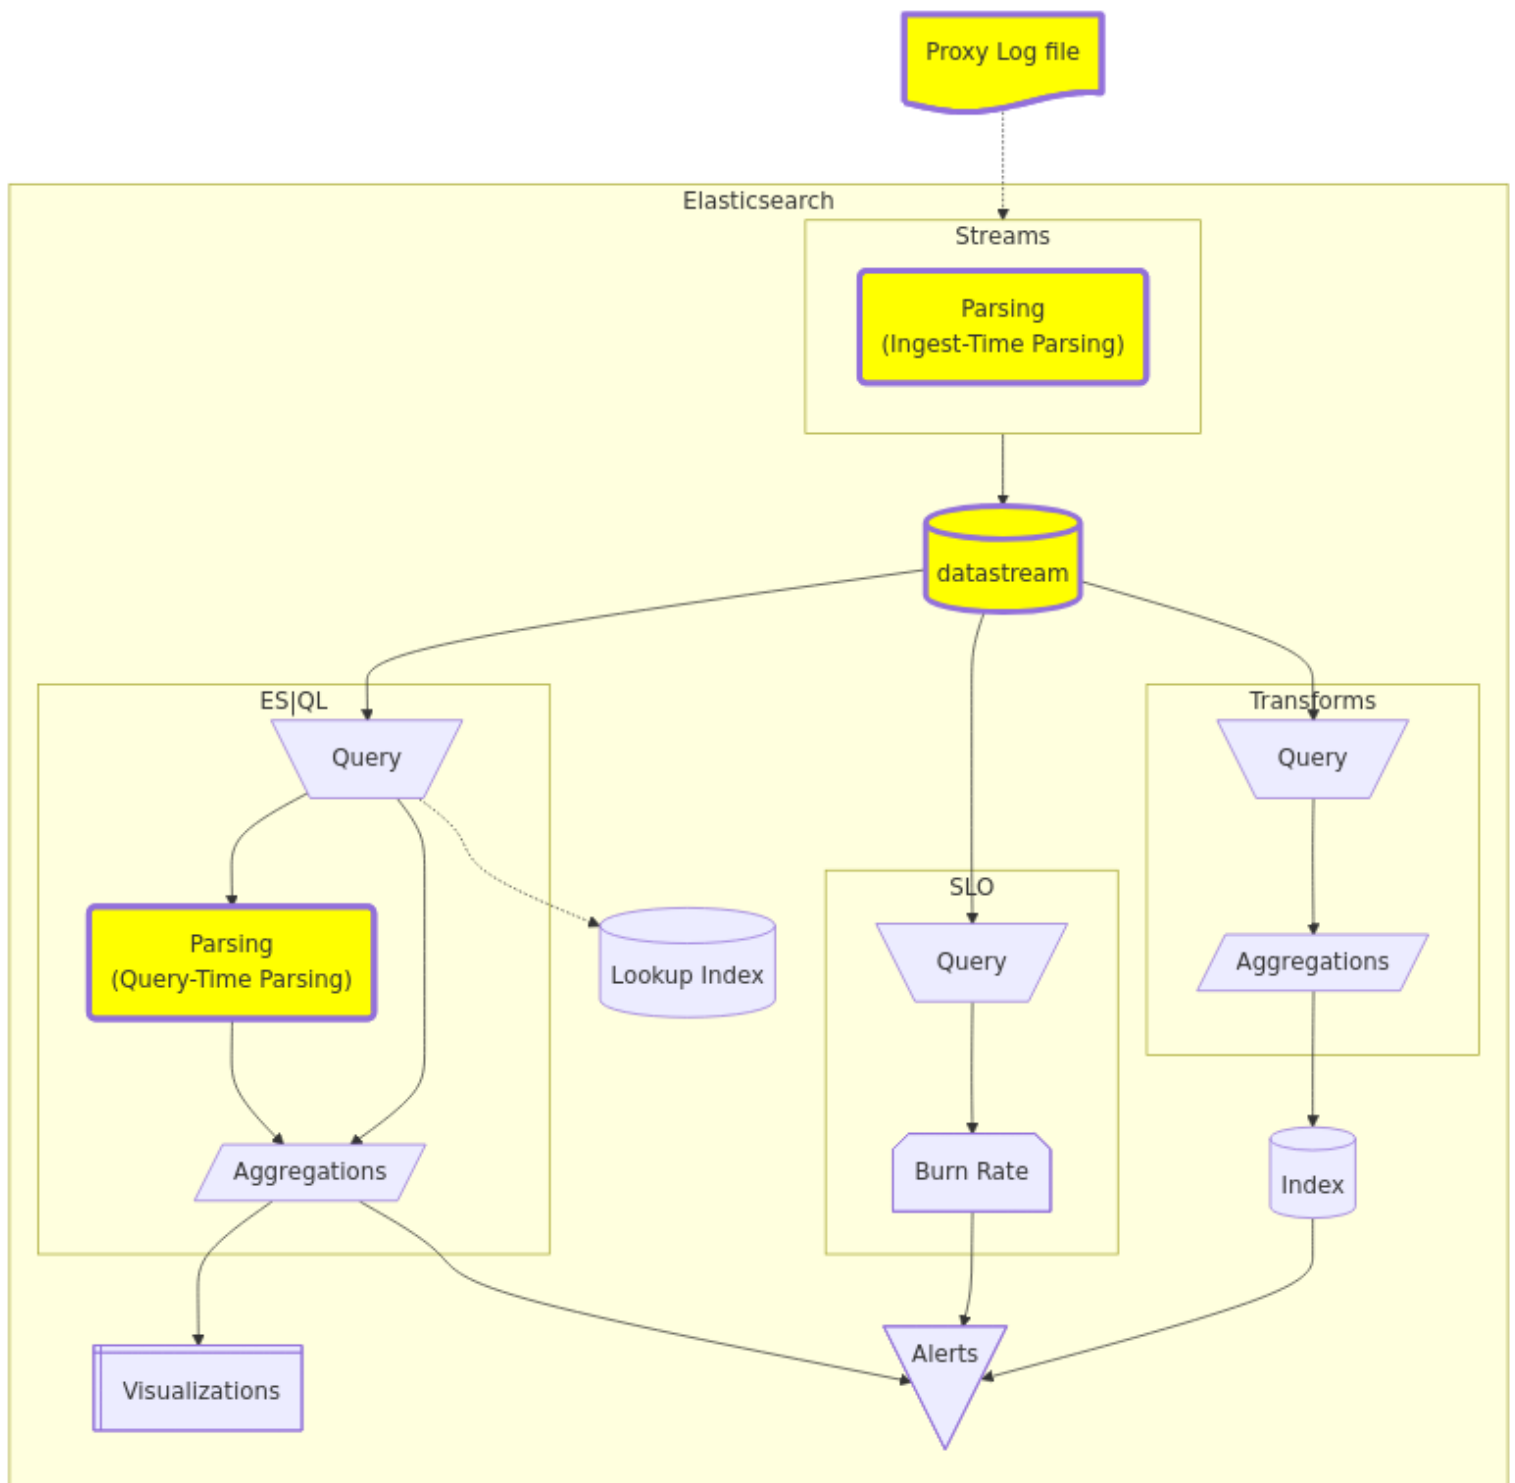 Proxy Log file
Elasticsearch
Streams
Parsing
(Ingest-Time Parsing)
datastream
ES|QL
Query
Transforms
Query
Parsing
(Query-Time Parsing)
Lookup Index
SLO
Query
Aggregations
Aggregations
Burn Rate
Index
Visualizations
Alerts